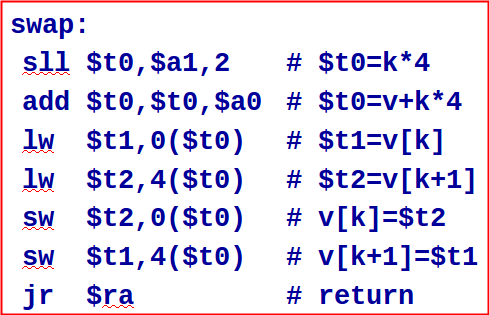 swap:
sll $t0,$a1,2 # $t0=k*4
add $t0,$t0,$a0 # $t0=v+k*4
lw $t1,0($t0) # $t1=v[k]
lw $t2,4($t0) # $t2=v[k+1]
sw $t2,0($t0) # v[k]=$t2
sw $t1,4($t0) # v[k+1]=$t1
jr $ra # return